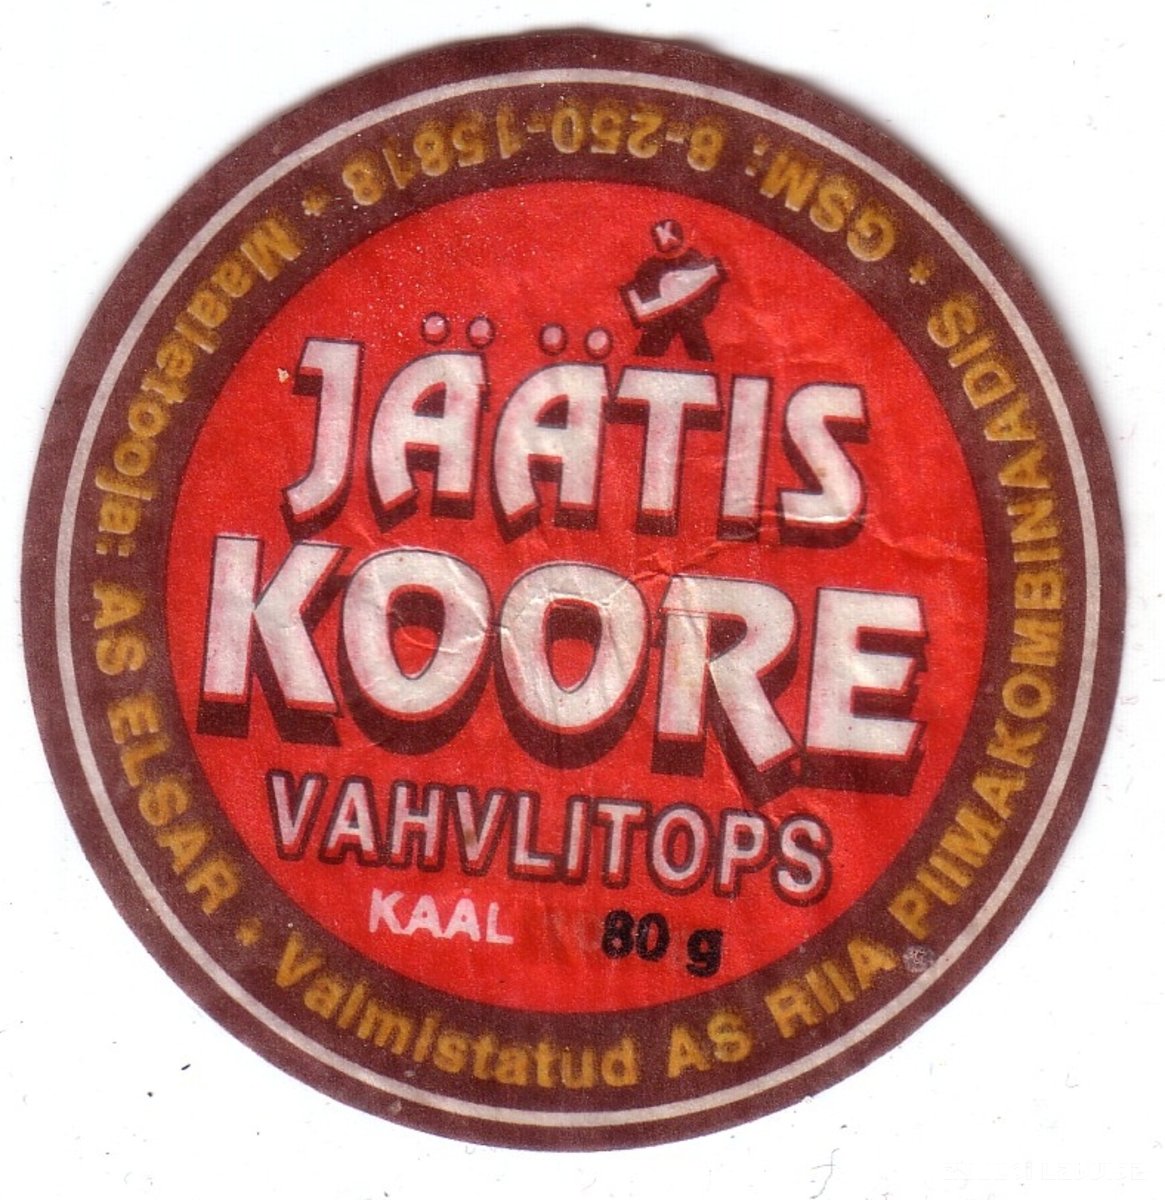 K
JÄÄTIS
KOORE
VAHVLITOPS
KAAL 80 g
Maaletooja: AS ELSAR * Valmistatud AS RIIA PIIMAKOMBINAADIS * GSM: 8-250-15818 *